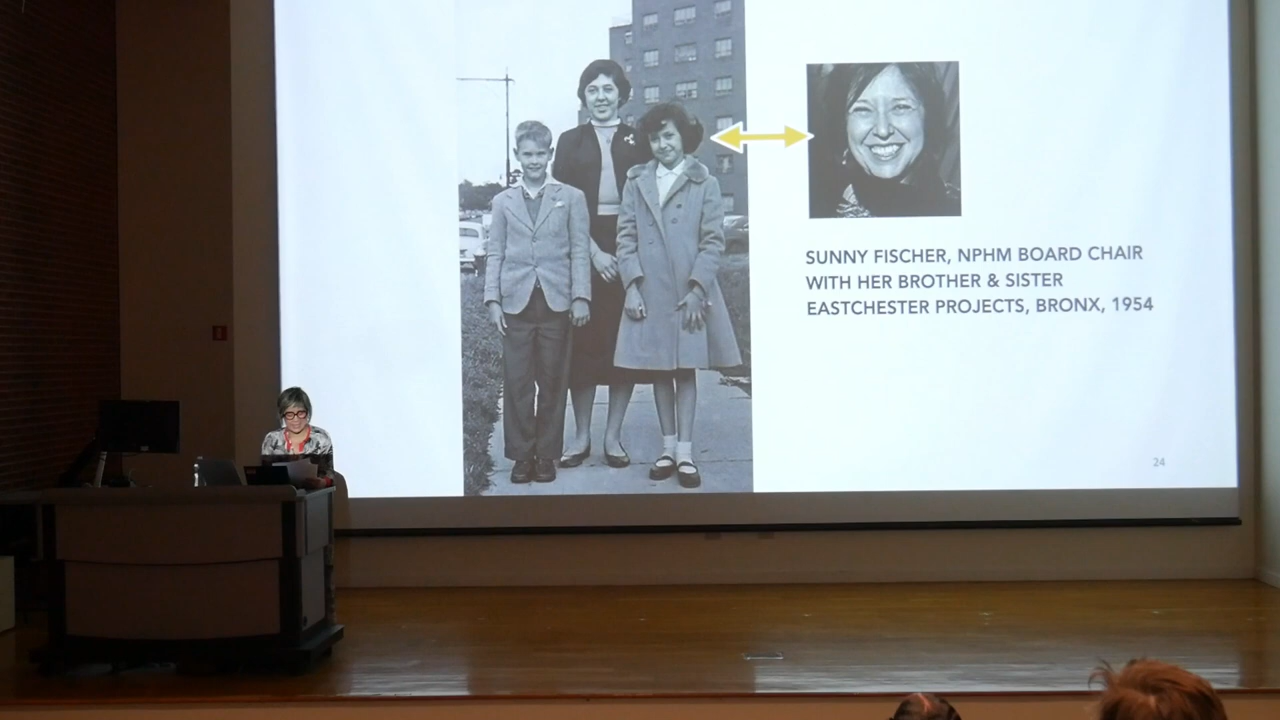 SUNNY FISCHER, NPHM BOARD CHAIR
WITH HER BROTHER & SISTER
EASTCHESTER PROJECTS, BRONX, 1954
24